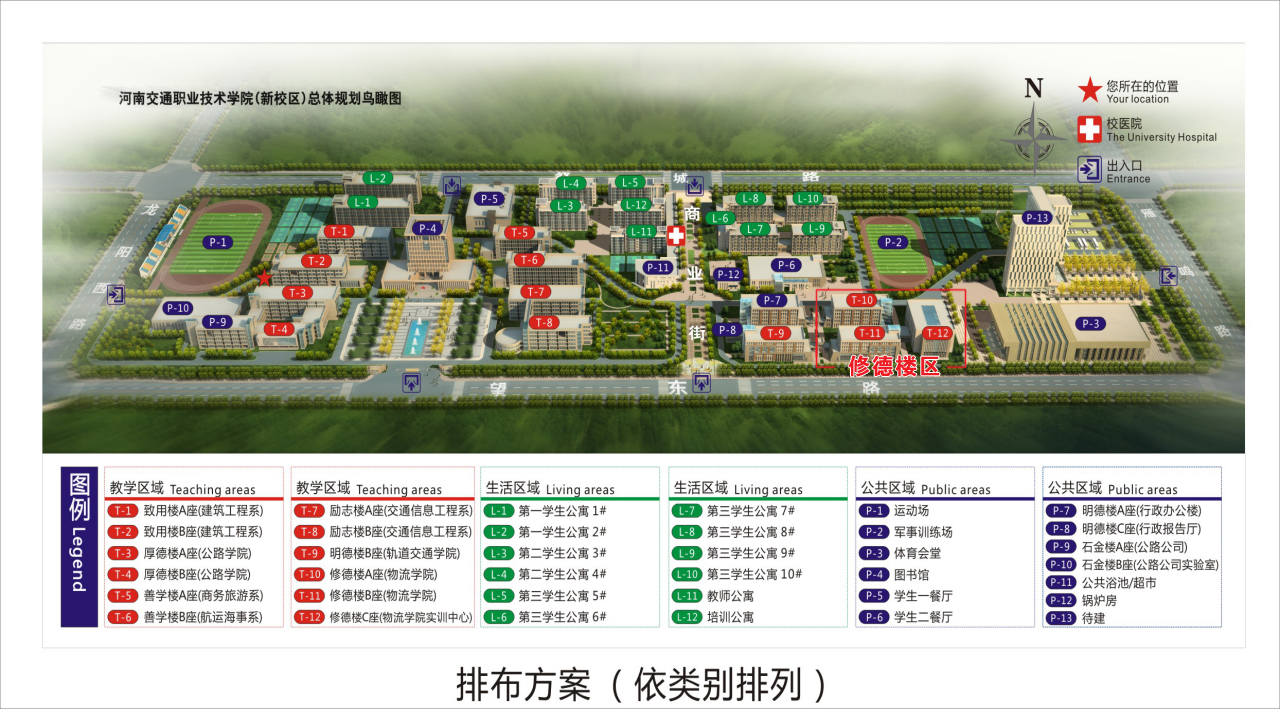 河南交通职业技术学院(新校区)总体规划鸟瞰图
N
您所在的位置
Your location
校医院
The University Hospital
出入口
Entrance
城
路
龙
阳
西
路
商
业
街
雁
鸣
路
望
东
路
L-2
L-1
L-4
L-5
L-3
L-12
L-11
L-8
L-10
L-6
L-7
L-9
P-5
P-4
P-1
T-1
T-2
T-3
T-4
T-5
T-6
T-7
T-8
P-10
P-9
P-11
P-12
P-6
P-7
P-8
T-9
T-10
T-11
T-12
修德楼区
P-2
P-13
P-3
图例 Legend
教学区域 Teaching areas
T-1 致用楼A座(建筑工程系)
T-2 致用楼B座(建筑工程系)
T-3 厚德楼A座(公路学院)
T-4 厚德楼B座(公路学院)
T-5 善学楼A座(商务旅游系)
T-6 善学楼B座(航运海事系)
教学区域 Teaching areas
T-7 励志楼A座(交通信息工程系)
T-8 励志楼B座(交通信息工程系)
T-9 明德楼B座(轨道交通学院)
T-10 修德楼A座(物流学院)
T-11 修德楼B座(物流学院)
T-12 修德楼C座(物流学院实训中心)
生活区域 Living areas
L-1 第一学生公寓 1#
L-2 第一学生公寓 2#
L-3 第二学生公寓 3#
L-4 第二学生公寓 4#
L-5 第三学生公寓 5#
L-6 第三学生公寓 6#
生活区域 Living areas
L-7 第三学生公寓 7#
L-8 第三学生公寓 8#
L-9 第三学生公寓 9#
L-10 第三学生公寓 10#
L-11 教师公寓
L-12 培训公寓
公共区域 Public areas
P-1 运动场
P-2 军事训练场
P-3 体育会堂
P-4 图书馆
P-5 学生一餐厅
P-6 学生二餐厅
公共区域 Public areas
P-7 明德楼A座(行政办公楼)
P-8 明德楼C座(行政报告厅)
P-9 石金楼A座(公路公司)
P-10 石金楼B座(公路公司实验室)
P-11 公共浴池/超市
P-12 锅炉房
P-13 待建
排布方案（依类别排列）